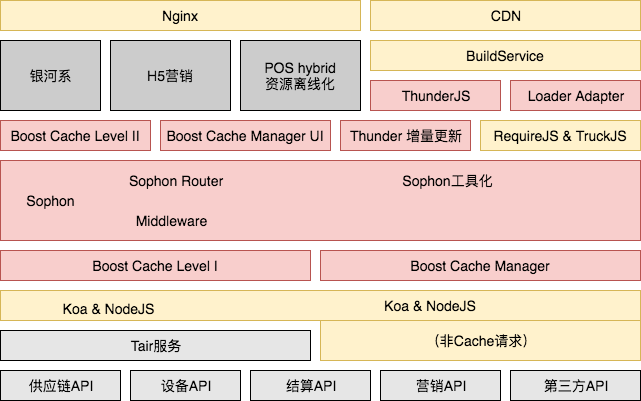 Nginx
CDN
银河系
H5营销
POS hybrid
资源离线化
BuildService
ThunderJS
Loader Adapter
Boost Cache Level II
Boost Cache Manager UI
Thunder 增量更新
RequireJS & TruckJS
Sophon
Sophon Router
Middleware
Sophon工具化
Boost Cache Level I
Boost Cache Manager
Koa & NodeJS
Koa & NodeJS
（非Cache请求）
Tair服务
供应链API
设备API
结算API
营销API
第三方API